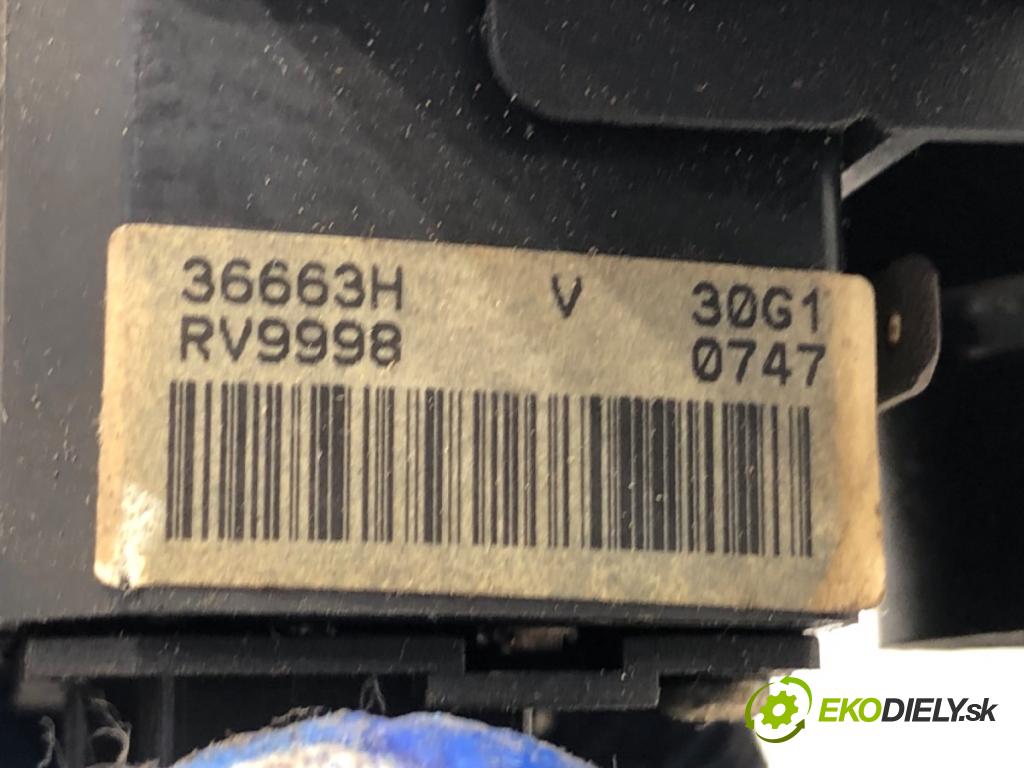 36663H V 30G1
RV9998 0747
EKODIELY.sk